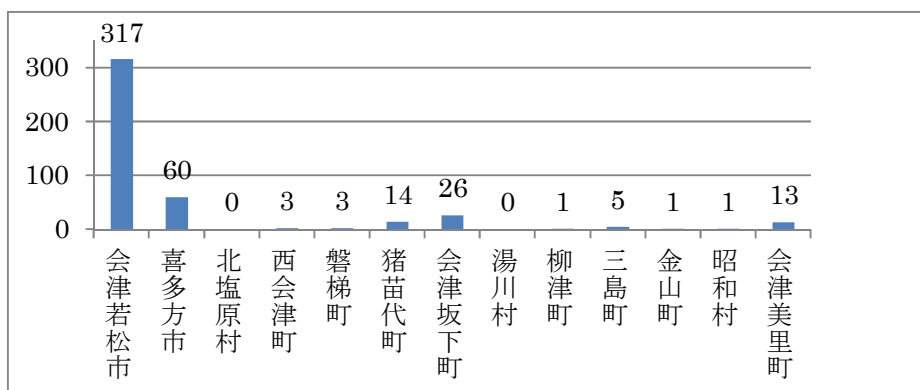 317
300
200
100
0
60
0
3
3
14
26
0
1
5
1
1
13
会津若松市
喜多方市
北塩原村
西会津町
磐梯町
猪苗代町
会津坂下町
湯川村
柳津町
三島町
金山町
昭和村
会津美里町